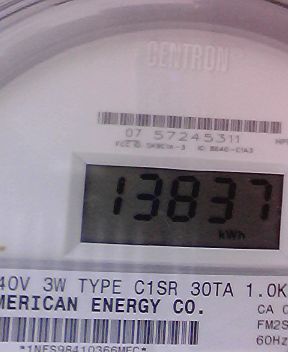 CENTRON
07 57245311
13837
kWh
40V 3W TYPE C1SR 30TA 1.0K
MERICAN ENERGY CO.
CA
FM2S
60Hz